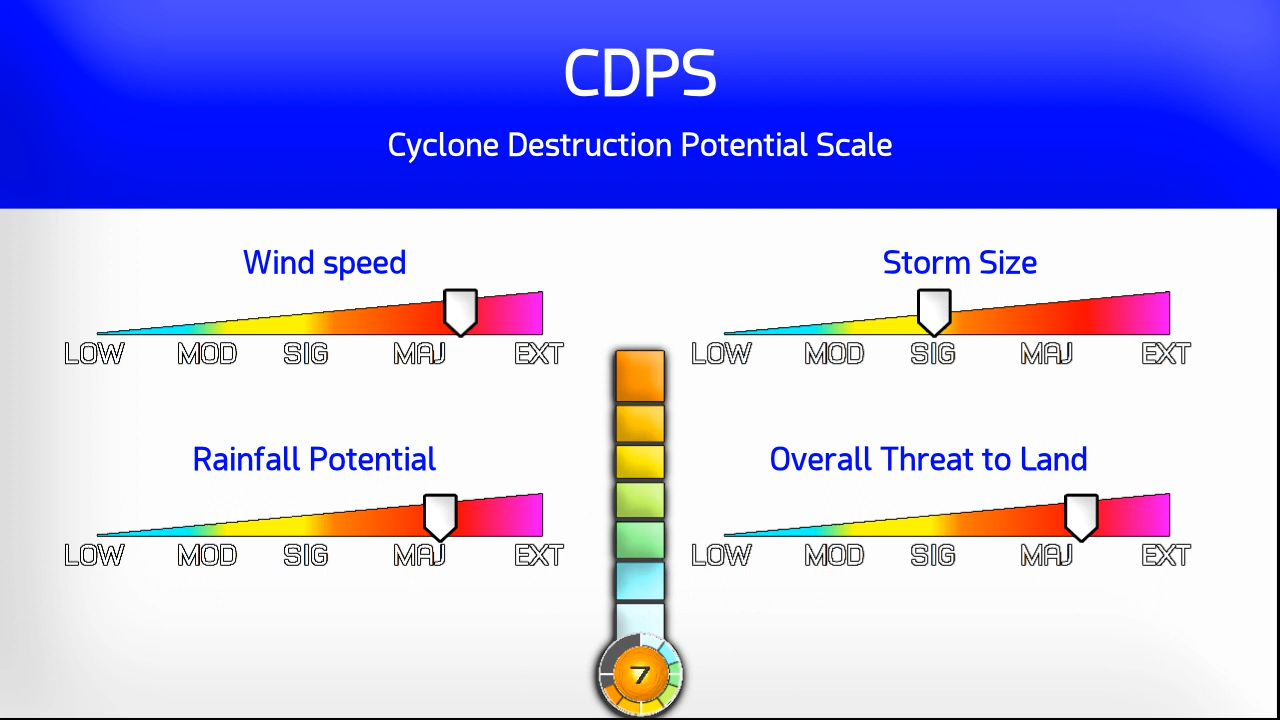 CDPS
Cyclone Destruction Potential Scale
Wind speed
LOW MOD SIG MAJ EXT
Storm Size
LOW MOD SIG MAJ EXT
Rainfall Potential
LOW MOD SIG MAJ EXT
Overall Threat to Land
LOW MOD SIG MAJ EXT
7